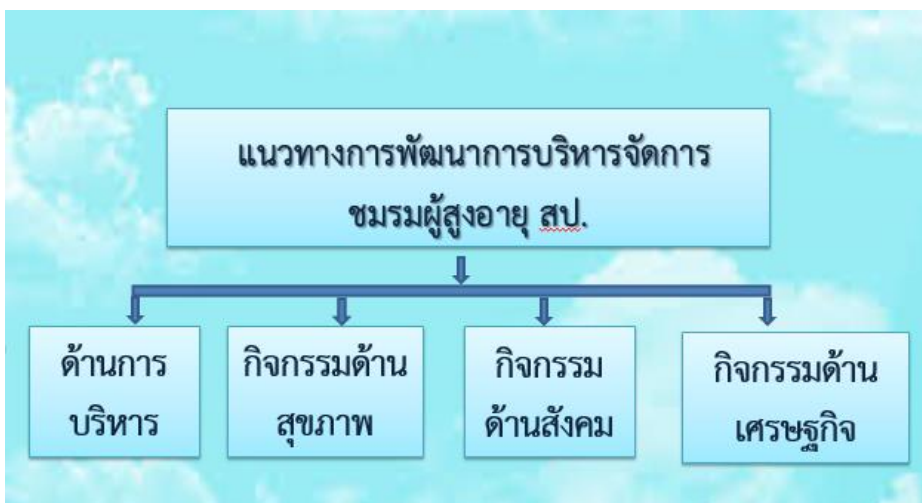 แนวทางการพัฒนาการบริหารจัดการ
ชมรมผู้สูงอายุ สป.
ด้านการ
บริหาร
กิจกรรมด้าน
สุขภาพ
กิจกรรม
ด้านสังคม
กิจกรรมด้าน
เศรษฐกิจ